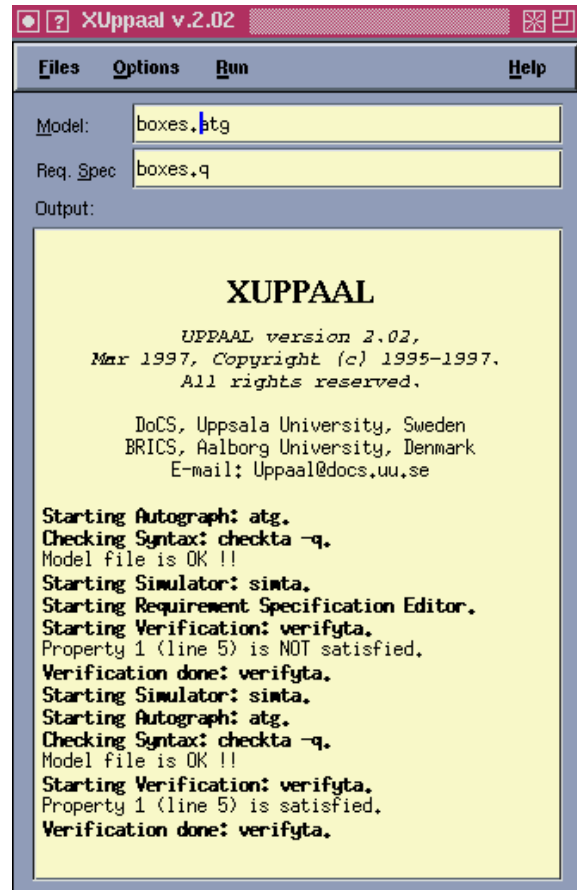 XUppaal v.2.02
Files Options Run Help
Model: boxes.atg
Req. Spec boxes.q
Output:
XUPPAAL
UPPAAL version 2.02,
Mar 1997, Copyright (c) 1995-1997.
All rights reserved.
DoCS, Uppsala University, Sweden
BRICS, Aalborg University, Denmark
E-mail: Uppaal@docs.uu.se
Starting Autograph: atg.
Checking Syntax: checkta -q.
Model file is OK !!
Starting Simulator: simta.
Starting Requirement Specification Editor.
Starting Verification: verifyta.
Property 1 (line 5) is NOT satisfied.
Verification done: verifyta.
Starting Simulator: simta.
Starting Autograph: atg.
Checking Syntax: checkta -q.
Model file is OK !!
Starting Verification: verifyta.
Property 1 (line 5) is satisfied.
Verification done: verifyta.